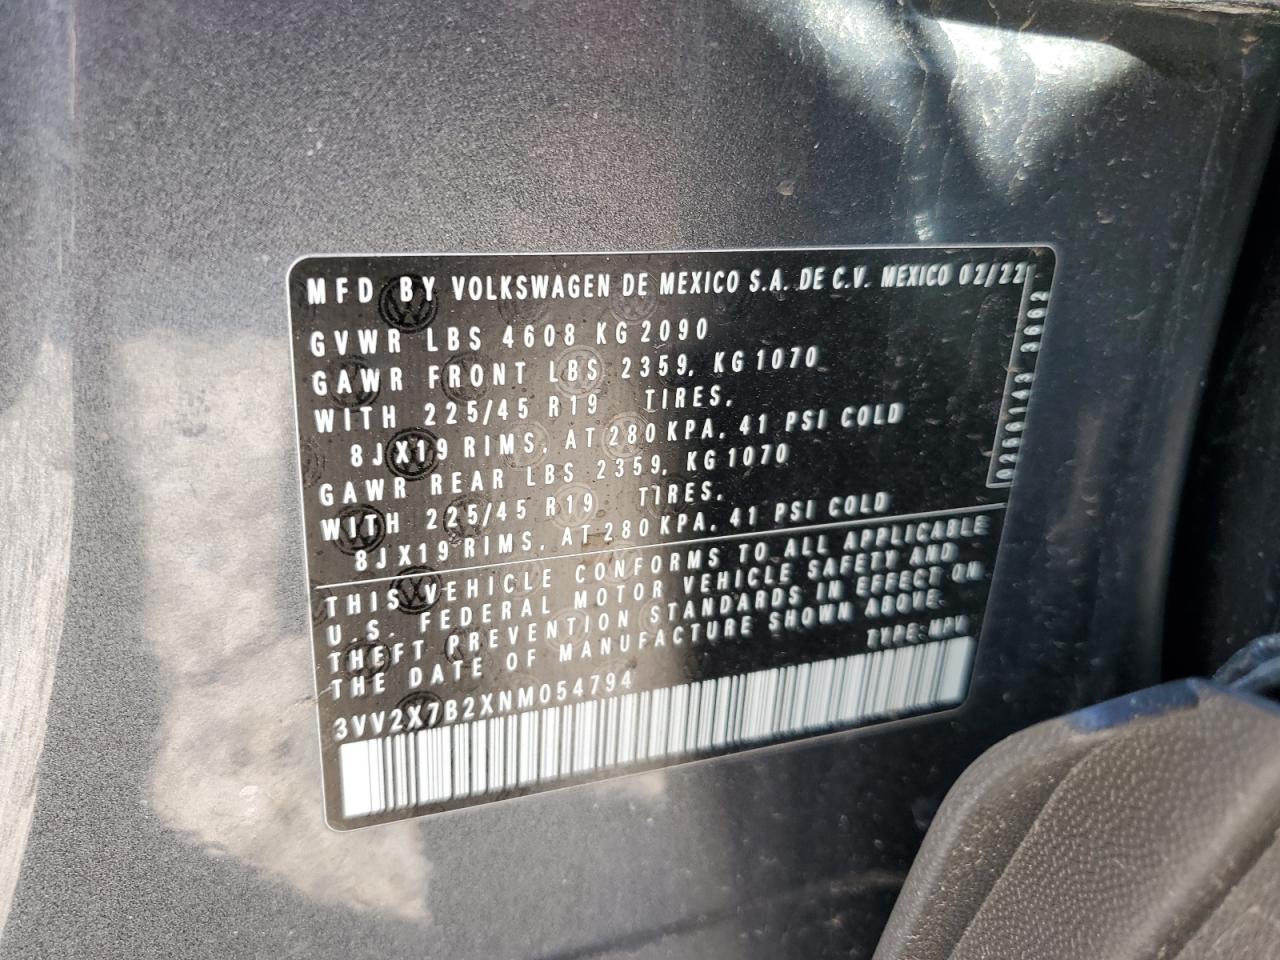 MFD BY VOLKSWAGEN DE MEXICO S.A. DE C.V. MEXICO 02/22
GVWR LBS 4608 KG 2090
GAWR FRONT LBS 2359, KG 1070
WITH 225/45 R19 TIRES,
8JX19 RIMS, AT 280 KPA, 41 PSI COLD
GAWR REAR LBS 2359, KG 1070
WITH 225/45 R19 TIRES,
8JX19 RIMS, AT 280 KPA, 41 PSI COLD
THIS VEHICLE CONFORMS TO ALL APPLICABLE
U.S. FEDERAL MOTOR VEHICLE SAFETY AND
THEFT PREVENTION STANDARDS IN EFFECT ON
THE DATE OF MANUFACTURE SHOWN ABOVE.
TYPE: MPV
3VV2X7B2XNM054794